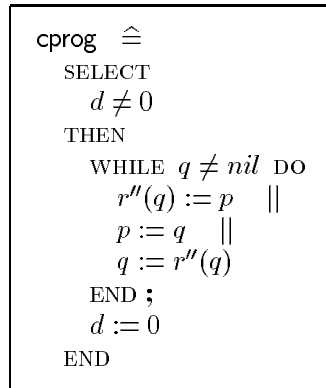 cprog ≙
SELECT
d ≠ 0
THEN
WHILE q ≠ nil DO
r′′(q) := p ||
p := q ||
q := r′′(q)
END ;
d := 0
END